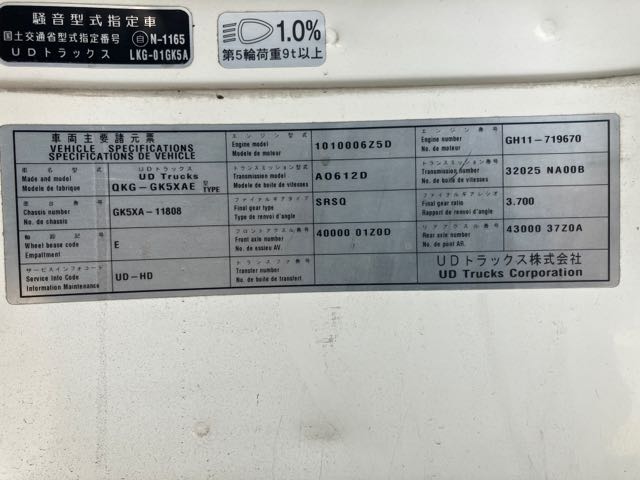 騒音型式指定車
国土交通省型式指定番号 自 N-1165
UDトラックス LKG-01GK5A
1.0%
第5輪荷重9t以上
車両主要諸元票
VEHICLE SPECIFICATIONS
SPECIFICATIONS DE VEHICLE
車名及型式
Made and model
Modele de fabrique
UDトラックス
UD Trucks
QKG-GK5XAE 型
TYPE
車台番号
Chassis number
No. de chassis
GK5XA-11808
軸距記号
Wheel bease code
Empattment
E
サービスインフォコード
Service Info Code
Information Maintenance
UD-HD
エンジン型式
Engine model
Modele de moteur
1010006Z5D
トランスミッション型式
Transmission model
Modele de boite de vitesses
AO612D
ファイナルギアタイプ
Final gear type
Type de renvoi d'angle
SRSQ
フロントアクスル番号
Front axle number
No. de essieu AV.
40000 01Z0D
トランスファ番号
Transfer number
No. de boite de transfert.
エンジン番号
Engine number
No. de moteur
GH11-719670
トランスミッション番号
Transmission number
No. de boite de vitesses
32025 NA00B
ファイナルギアレシオ
Final gear ratio
Rapport de renvoi d'angle
3.700
リアアクスル番号
Rear axle number
No. de pont AR.
43000 37Z0A
UDトラックス株式会社
UD Trucks Corporation